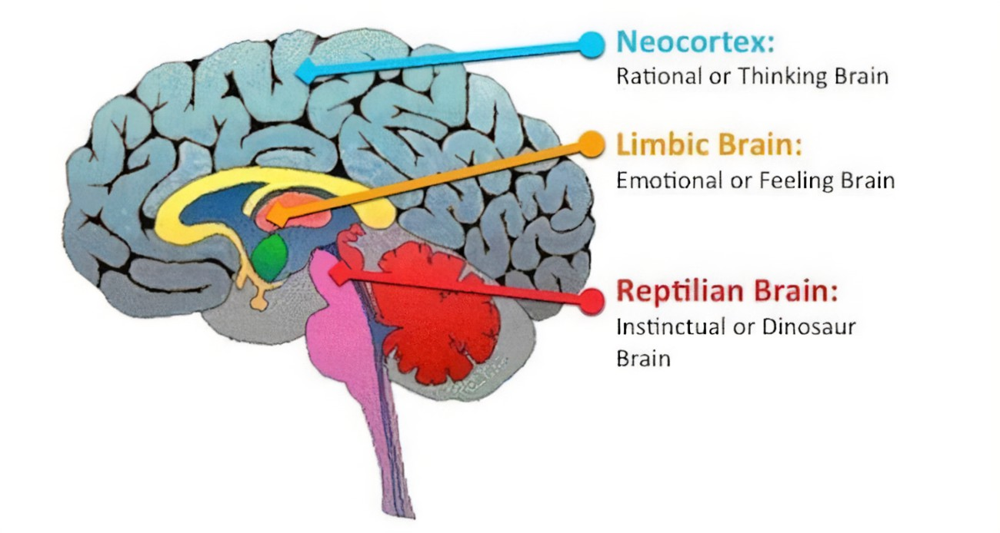 Neocortex:
Rational or Thinking Brain
Limbic Brain:
Emotional or Feeling Brain
Reptilian Brain:
Instinctual or Dinosaur
Brain